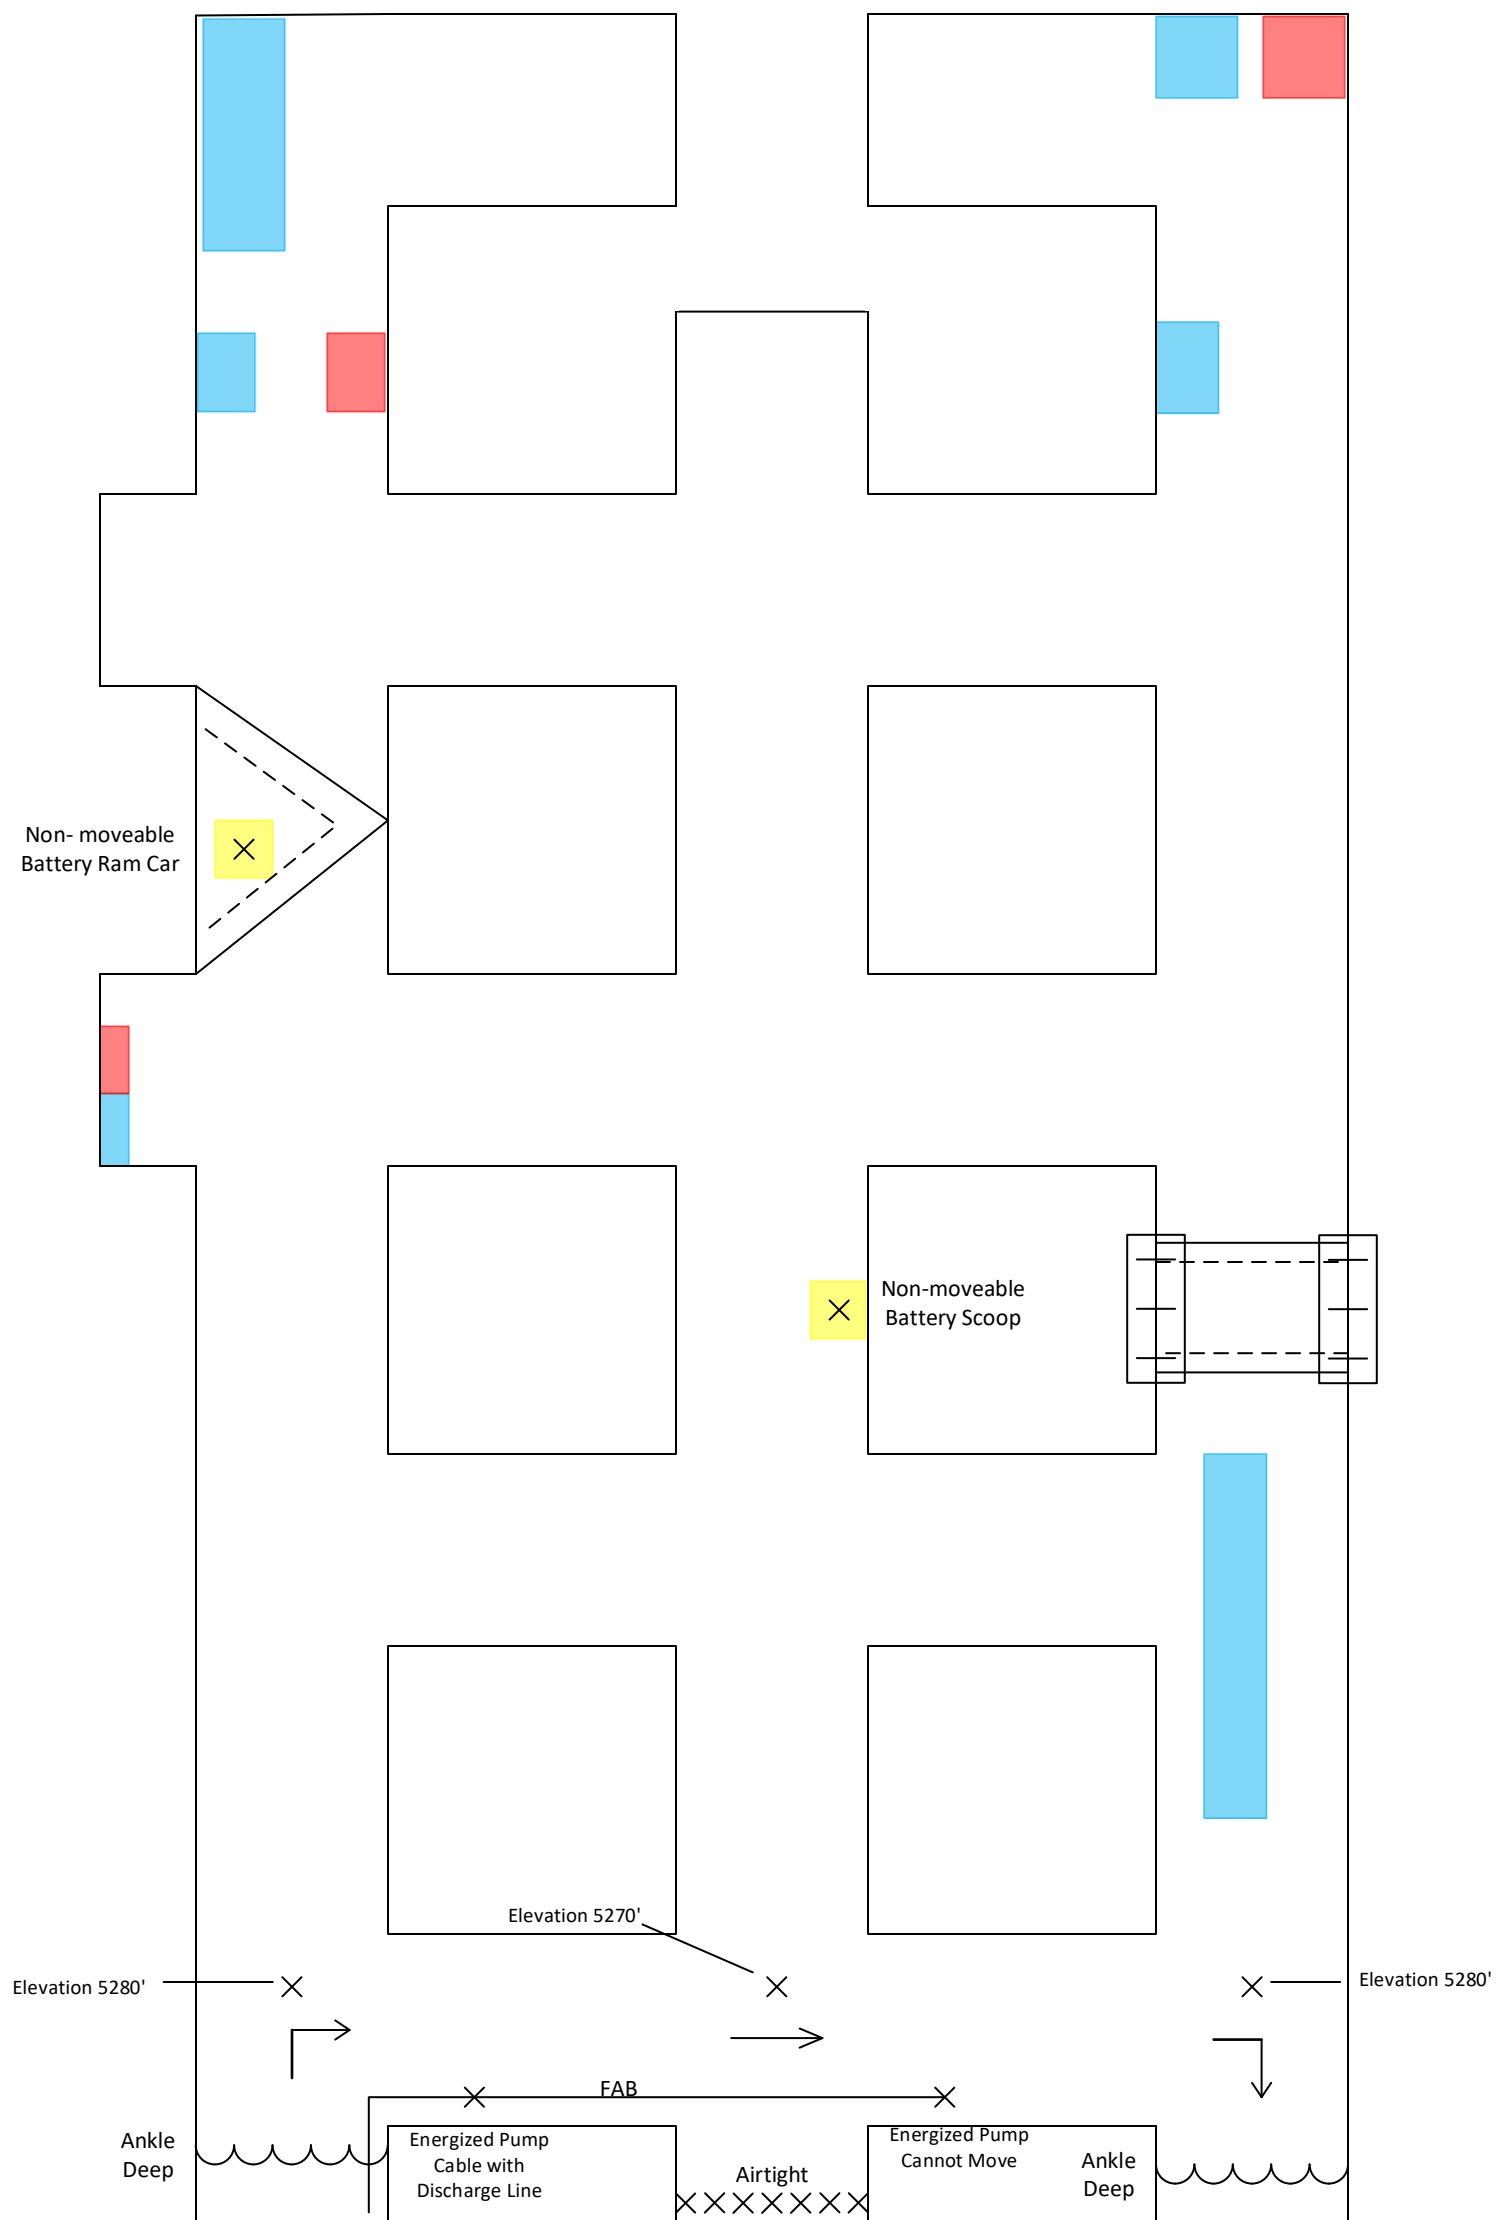 Non- moveable
Battery Ram Car
Non-moveable
Battery Scoop
Elevation 5270'
Elevation 5280'
Elevation 5280'
FAB
Ankle
Deep
Energized Pump
Cable with
Discharge Line
Airtight
Energized Pump
Cannot Move
Ankle
Deep